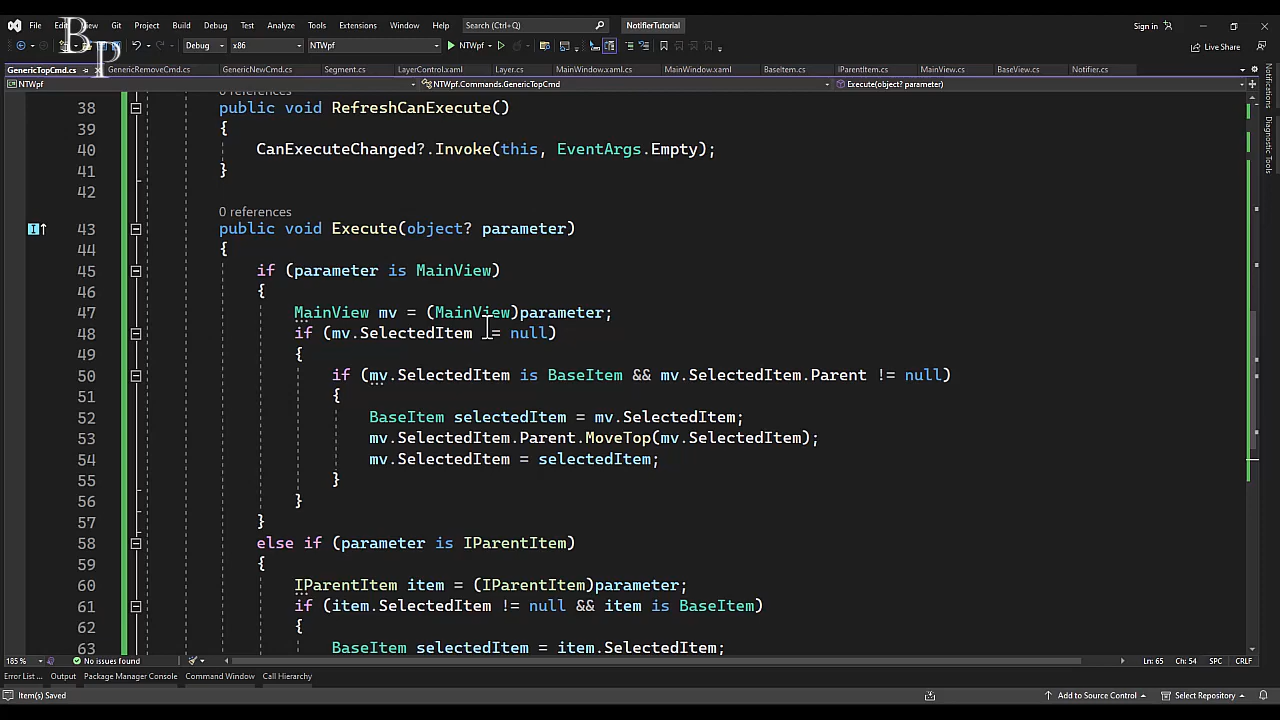 File Edit View Git Project Build Debug Test Analyze Tools Extensions Window Help Search (Ctrl+Q) NotifierTutorial Sign in
BP
Debug x86 NTWpf NTWpf Live Share
GenericTopCmd.cs GenericRemoveCmd.cs GenericNewCmd.cs Segment.cs LayerControl.xaml Layer.cs MainWindow.xaml.cs MainWindow.xaml BaseItem.cs IParentItem.cs MainView.cs BaseView.cs Notifier.cs
NTWpf NTWpf.Commands.GenericTopCmd Execute(object? parameter)
Notifications
Diagnostic Tools
0 references
38 public void RefreshCanExecute()
39 {
40 CanExecuteChanged?.Invoke(this, EventArgs.Empty);
41 }
42
0 references
43 public void Execute(object? parameter)
44 {
45 if (parameter is MainView)
46 {
47 MainView mv = (MainView)parameter;
48 if (mv.SelectedItem != null)
49 {
50 if (mv.SelectedItem is BaseItem && mv.SelectedItem.Parent != null)
51 {
52 BaseItem selectedItem = mv.SelectedItem;
53 mv.SelectedItem.Parent.MoveTop(mv.SelectedItem);
54 mv.SelectedItem = selectedItem;
55 }
56 }
57 }
58 else if (parameter is IParentItem)
59 {
60 IParentItem item = (IParentItem)parameter;
61 if (item.SelectedItem != null && item is BaseItem)
62 {
63 BaseItem selectedItem = item.SelectedItem;
185 % No issues found Ln: 65 Ch: 54 SPC CRLF
Error List ... Output Package Manager Console Command Window Call Hierarchy
Item(s) Saved Add to Source Control Select Repository